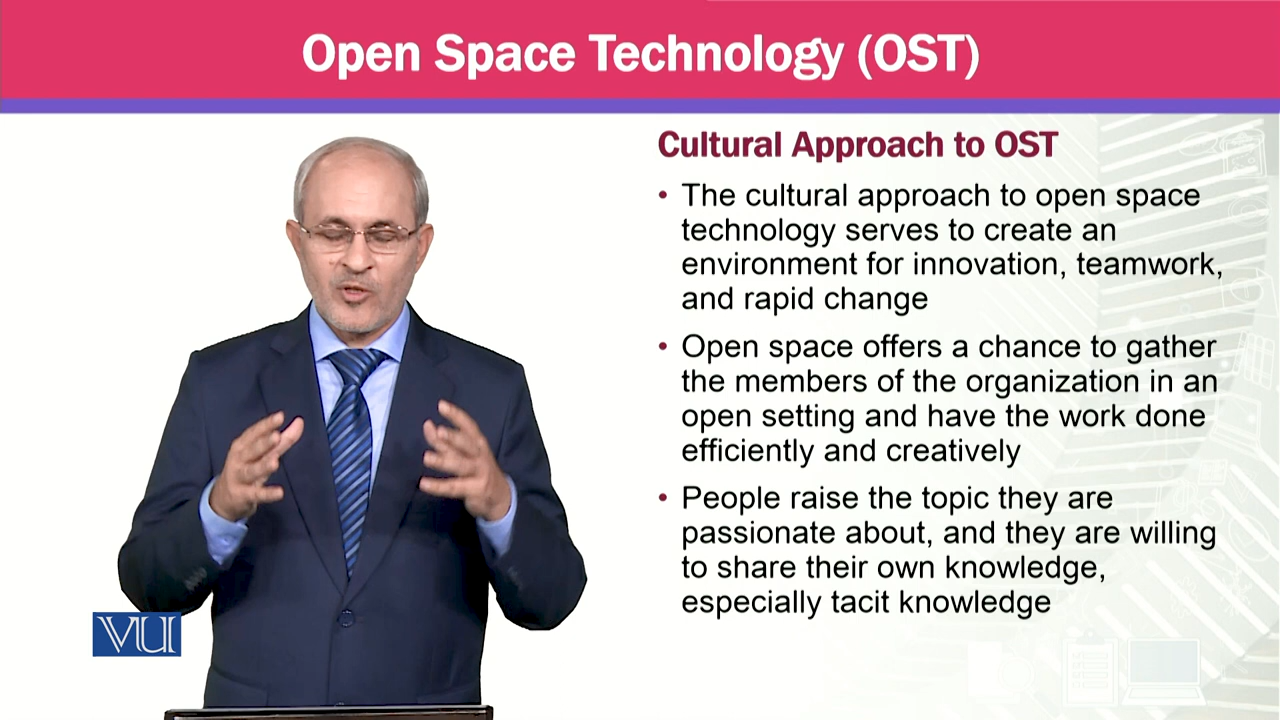 Open Space Technology (OST)
Cultural Approach to OST
• The cultural approach to open space
technology serves to create an
environment for innovation, teamwork,
and rapid change
• Open space offers a chance to gather
the members of the organization in an
open setting and have the work done
efficiently and creatively
• People raise the topic they are
passionate about, and they are willing
to share their own knowledge,
especially tacit knowledge
VU